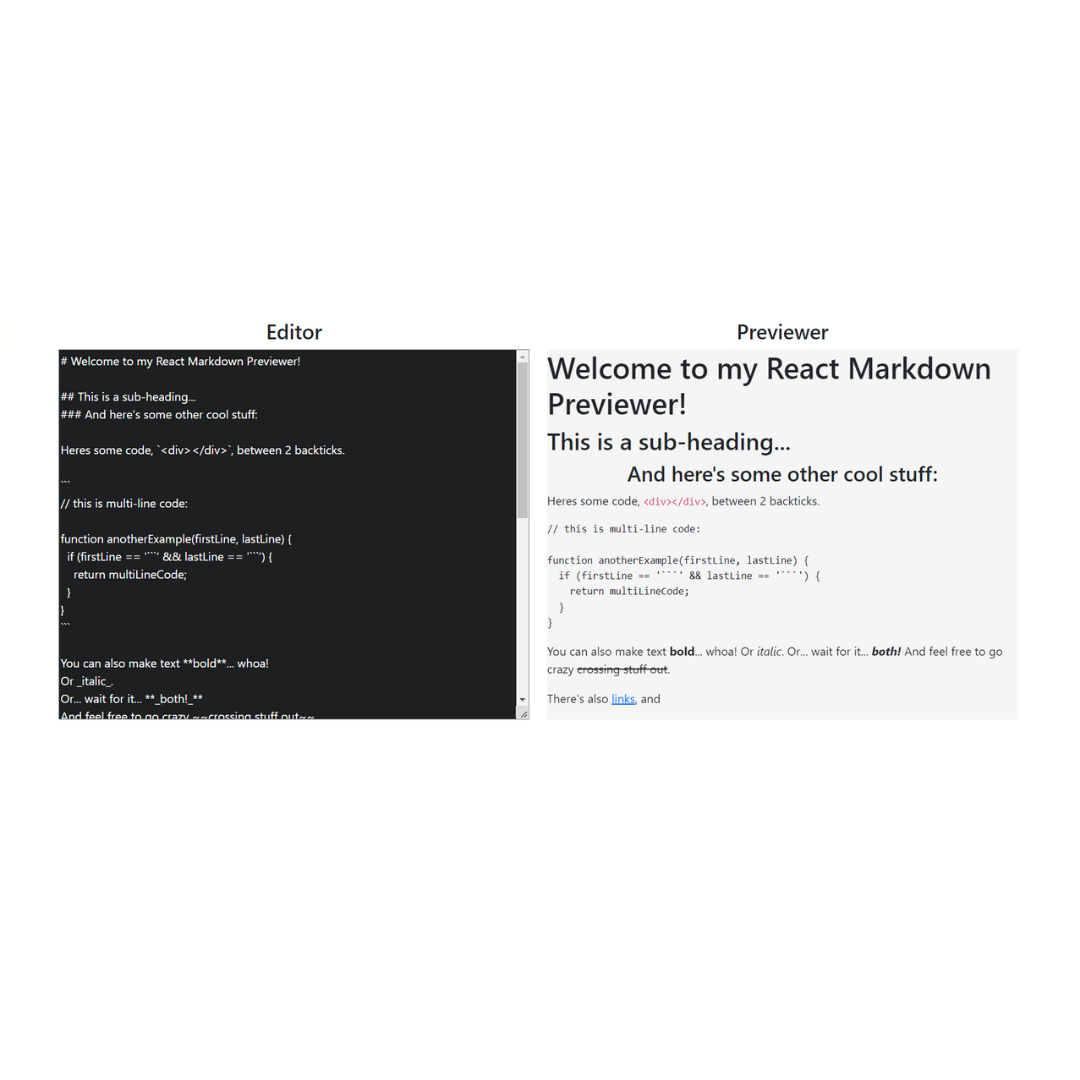 Editor
# Welcome to my React Markdown Previewer!
## This is a sub-heading...
### And here's some other cool stuff:
Heres some code, `<div></div>`, between 2 backticks.
```
// this is multi-line code:
function anotherExample(firstLine, lastLine) {
  if (firstLine == '```' && lastLine == '```') {
    return multiLineCode;
  }
}
```
You can also make text **bold**... whoa!
Or _italic_.
Or... wait for it... **_both!_**
And feel free to go crazy ~~crossing stuff out~~
Previewer
Welcome to my React Markdown
Previewer!
This is a sub-heading...
And here's some other cool stuff:
Heres some code, <div></div>, between 2 backticks.
// this is multi-line code:
function anotherExample(firstLine, lastLine) {
  if (firstLine == '```' && lastLine == '```') {
    return multiLineCode;
  }
}
You can also make text bold... whoa! Or italic. Or... wait for it... both! And feel free to go
crazy crossing stuff out.
There's also links, and